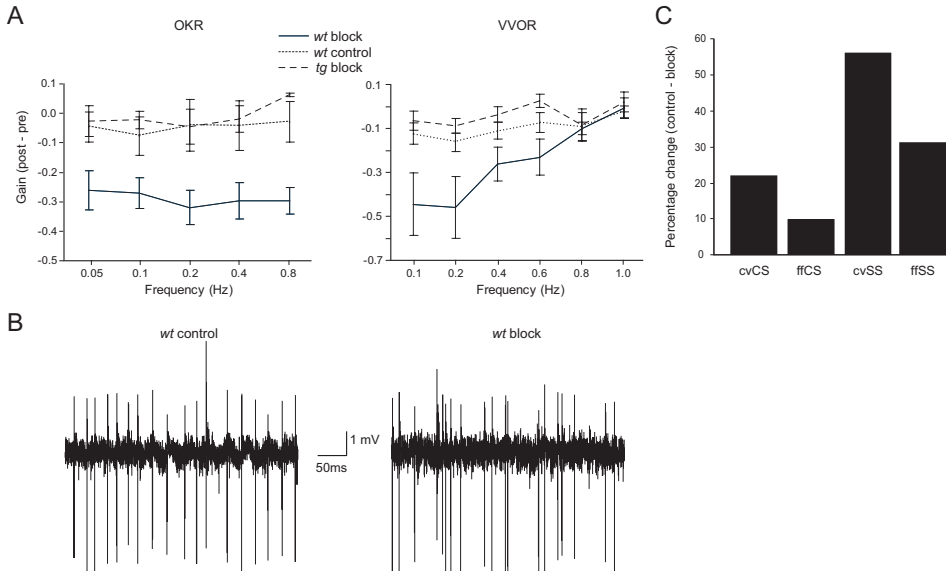 A
OKR
VVOR
wt block
wt control
tg block
Gain (post - pre)
0.1
0.0
-0.1
-0.2
-0.3
-0.4
-0.5
0.05
0.1
0.2
0.4
0.8
Frequency (Hz)
0.1
-0.1
-0.3
-0.5
-0.7
0.1
0.2
0.4
0.6
0.8
1.0
Frequency (Hz)
C
Percentage change (control - block)
60
50
40
30
20
10
0
cvCS
ffCS
cvSS
ffSS
B
wt control
wt block
1 mV
50ms